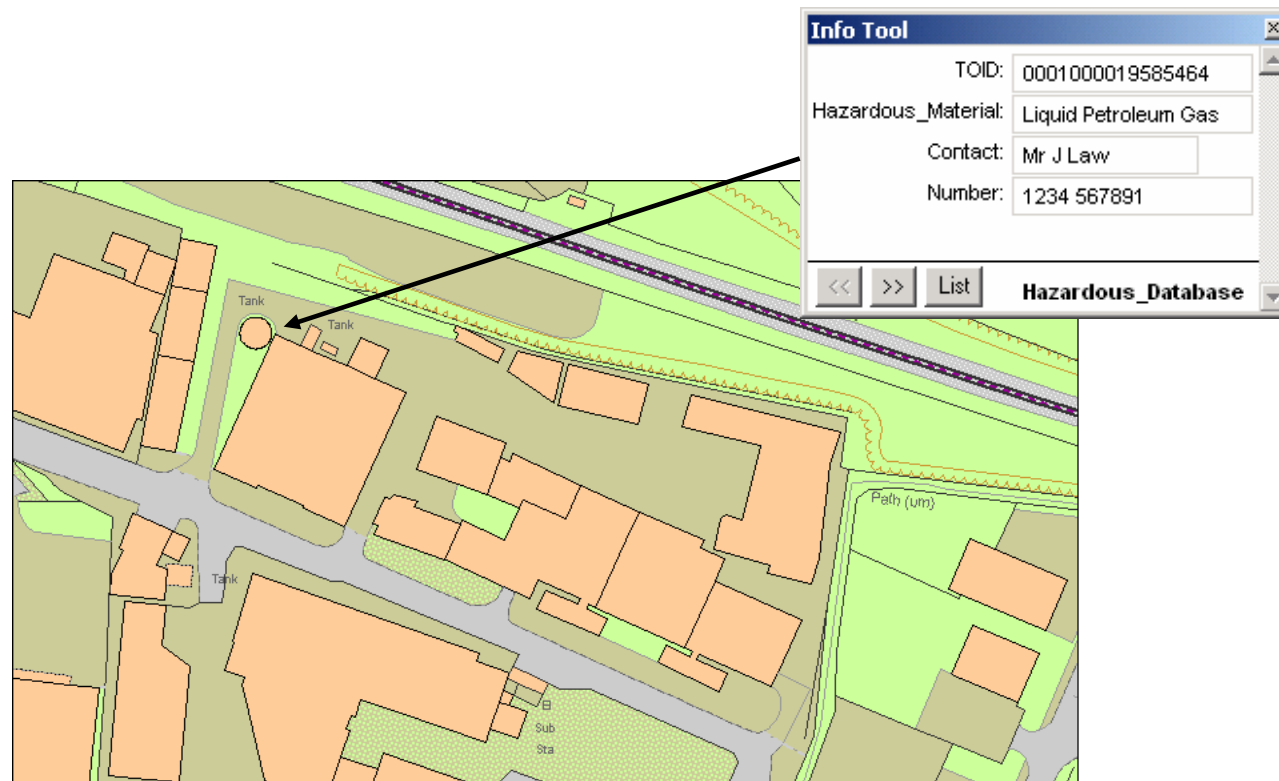 Info Tool
TOID: 0001000019585464
Hazardous_Material: Liquid Petroleum Gas
Contact: Mr J Law
Number: 1234 567891
<< >> List Hazardous_Database
Tank
Tank
Path (um)
Tank
El
Sub
Sta